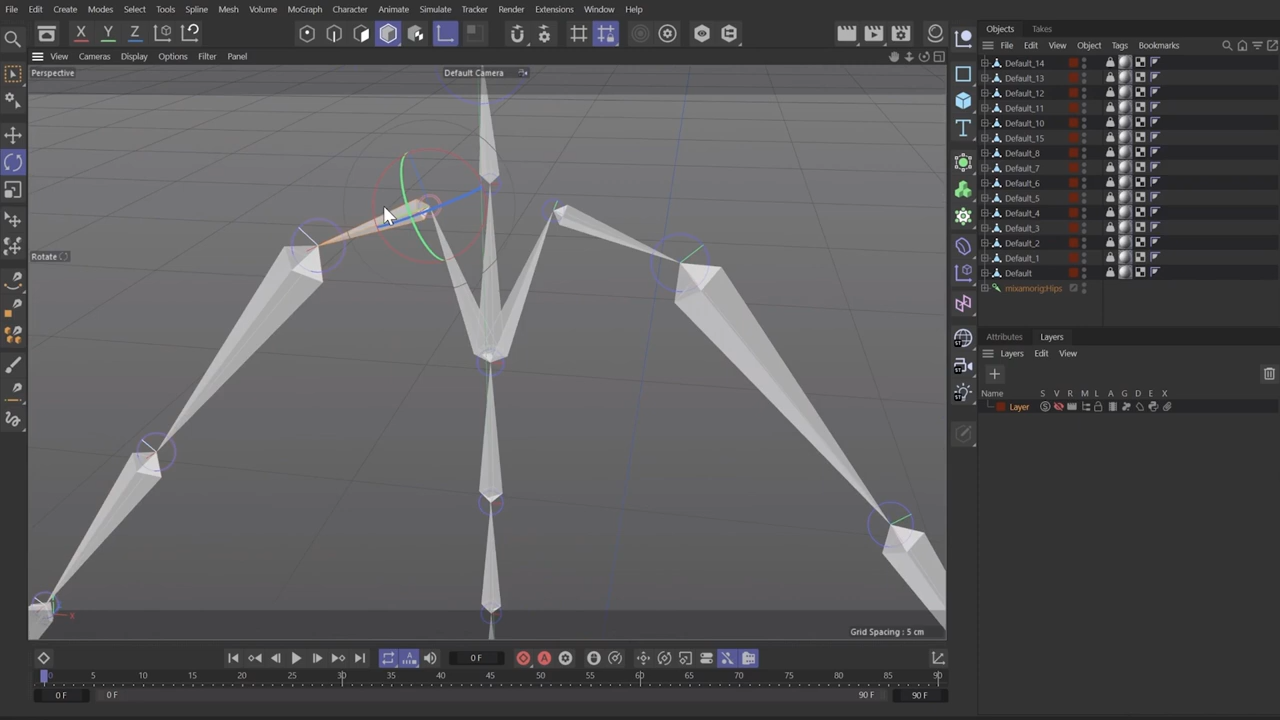 File Edit Create Modes Select Tools Spline Mesh Volume MoGraph Character Animate Simulate Tracker Render Extensions Window Help
X Y Z
Objects Takes
File Edit View Object Tags Bookmarks
View Cameras Display Options Filter Panel
Perspective
Default Camera
Default_14
Default_13
Default_12
Default_11
Default_10
Default_15
Default_8
Default_7
Default_6
Default_5
Default_4
Default_3
Default_2
Default_1
Default
mixamorig:Hips
Rotate
Attributes Layers
Layers Edit View
Name S V R M L A G D E X
Layer
X
Grid Spacing : 5 cm
0 F
0 5 10 15 20 25 30 35 40 45 50 55 60 65 70 75 80 85 90
0 F 0 F 90 F 90 F